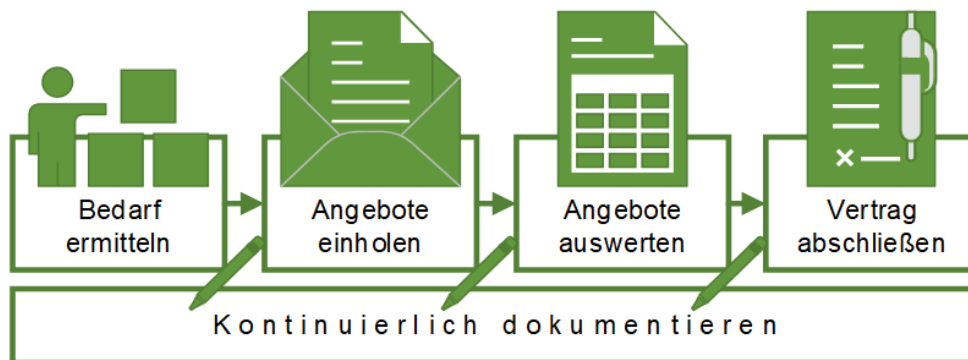 Bedarf
ermitteln
Angebote
einholen
Angebote
auswerten
Vertrag
abschließen
Kontinuierlich dokumentieren